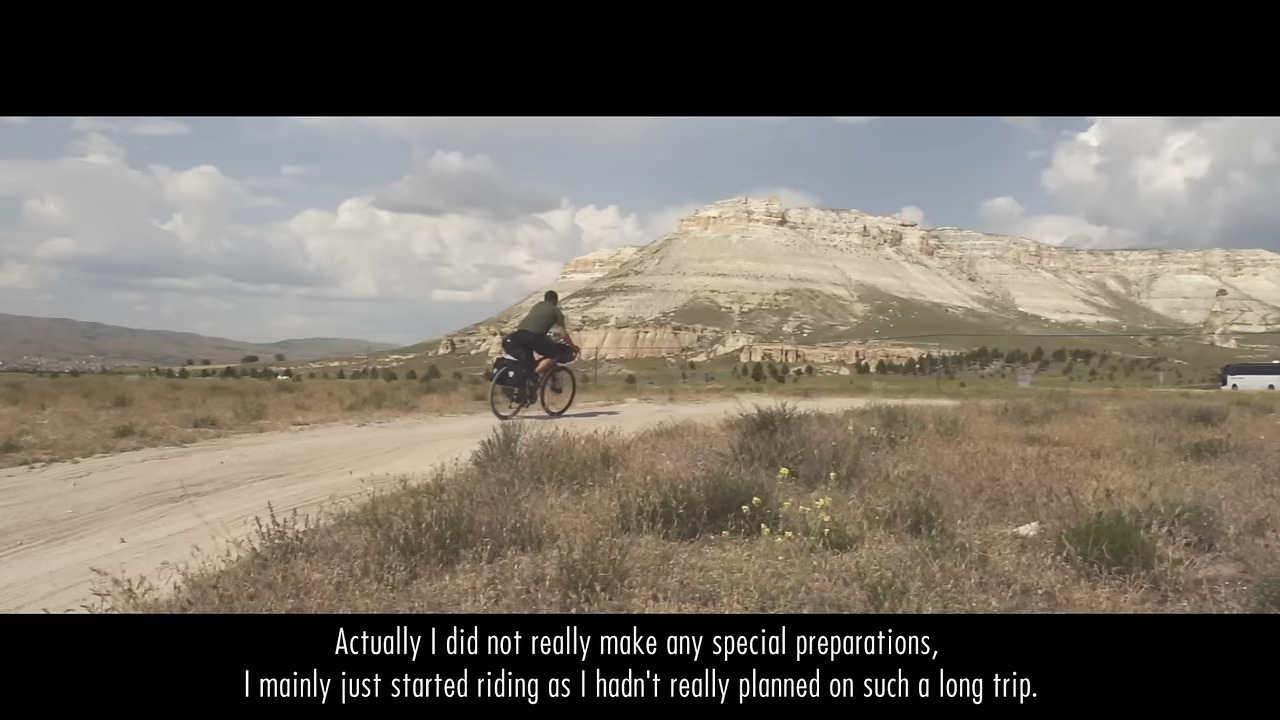 Actually I did not really make any special preparations,
I mainly just started riding as I hadn't really planned on such a long trip.